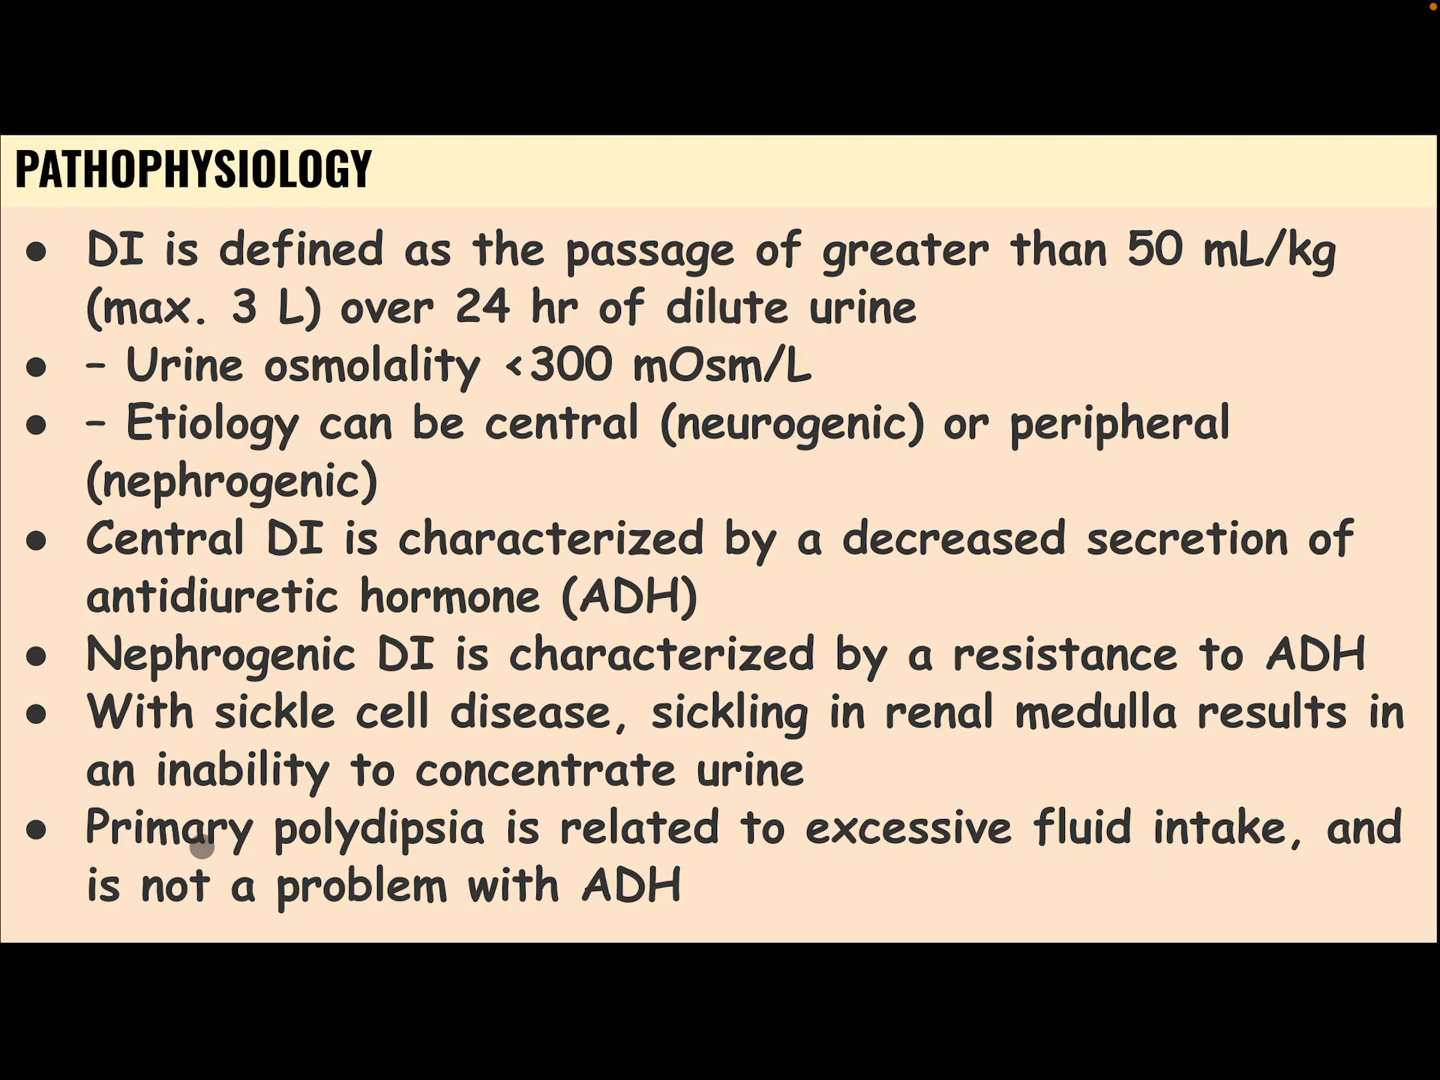 PATHOPHYSIOLOGY
● DI is defined as the passage of greater than 50 mL/kg
(max. 3 L) over 24 hr of dilute urine
● – Urine osmolality <300 mOsm/L
● – Etiology can be central (neurogenic) or peripheral
(nephrogenic)
● Central DI is characterized by a decreased secretion of
antidiuretic hormone (ADH)
● Nephrogenic DI is characterized by a resistance to ADH
● With sickle cell disease, sickling in renal medulla results in
an inability to concentrate urine
● Primary polydipsia is related to excessive fluid intake, and
is not a problem with ADH